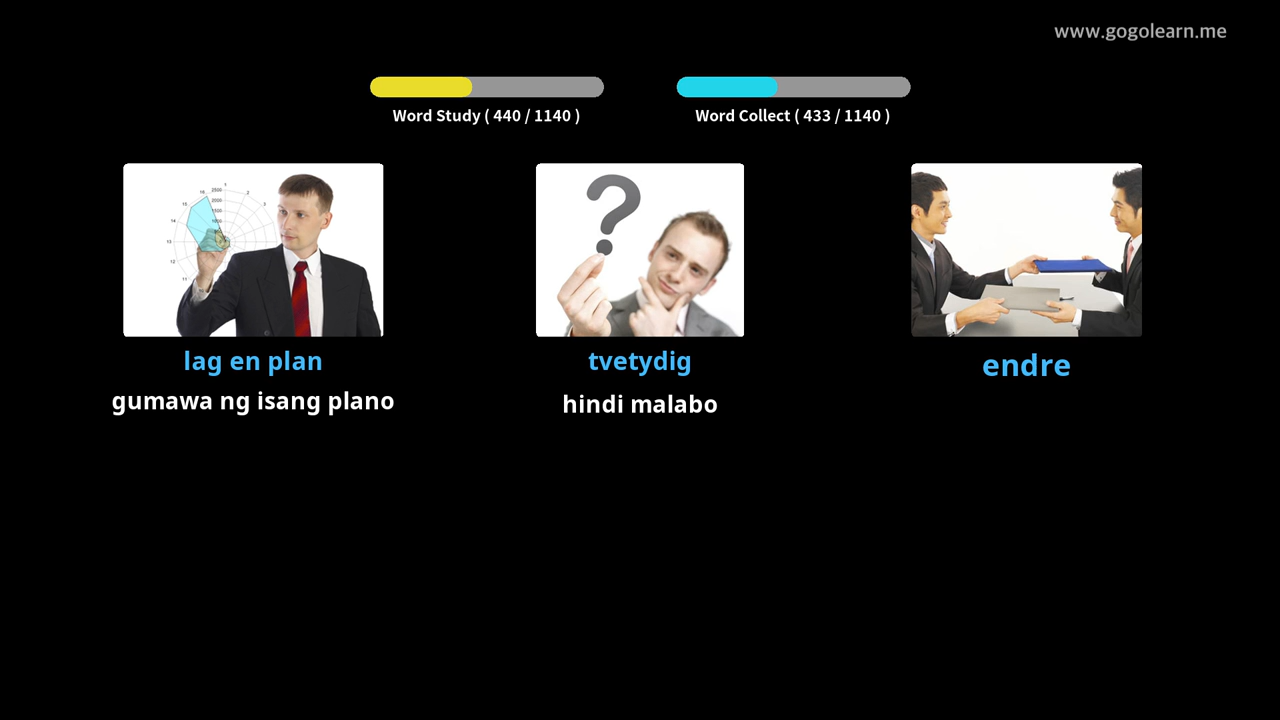 www.gogolearn.me
Word Study ( 440 / 1140 )
Word Collect ( 433 / 1140 )
lag en plan
tvetydig
endre
gumawa ng isang plano
hindi malabo